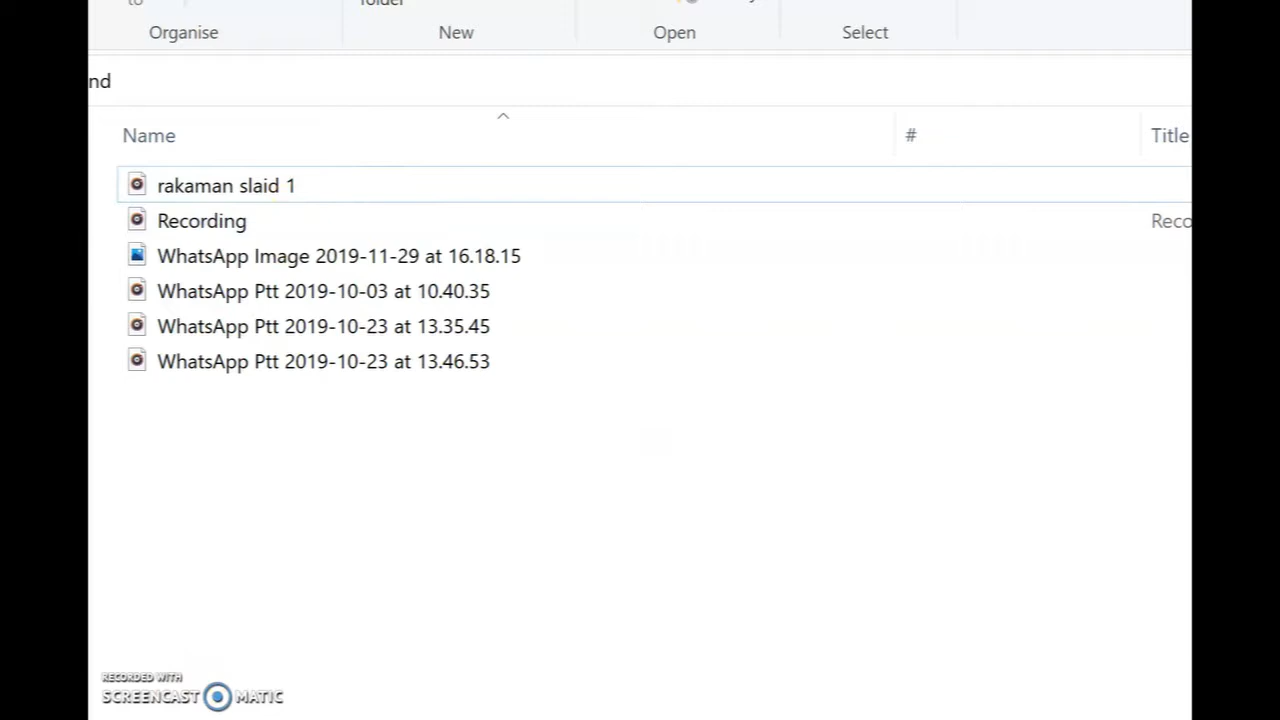 to
folder
Organise
New
Open
Select
nd
Name
#
Title
rakaman slaid 1
Recording
Reco
WhatsApp Image 2019-11-29 at 16.18.15
WhatsApp Ptt 2019-10-03 at 10.40.35
WhatsApp Ptt 2019-10-23 at 13.35.45
WhatsApp Ptt 2019-10-23 at 13.46.53
RECORDED WITH
SCREENCAST MATIC